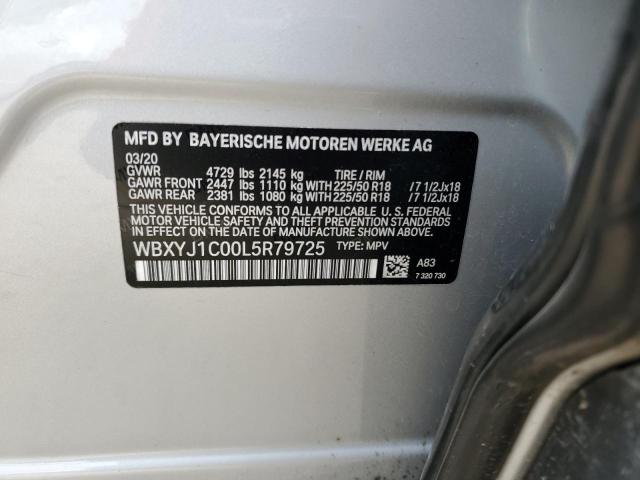 MFD BY BAYERISCHE MOTOREN WERKE AG
03/20
GVWR 4729 lbs 2145 kg TIRE / RIM
GAWR FRONT 2447 lbs 1110 kg WITH 225/50 R18 /7 1/2Jx18
GAWR REAR 2381 lbs 1080 kg WITH 225/50 R18 /7 1/2Jx18
THIS VEHICLE CONFORMS TO ALL APPLICABLE U. S. FEDERAL
MOTOR VEHICLE SAFETY AND THEFT PREVENTION STANDARDS
IN EFFECT ON THE DATE OF MANUFACTURE SHOWN ABOVE.
WBXYJ1C00L5R79725 TYPE: MPV
A83
7 320 730